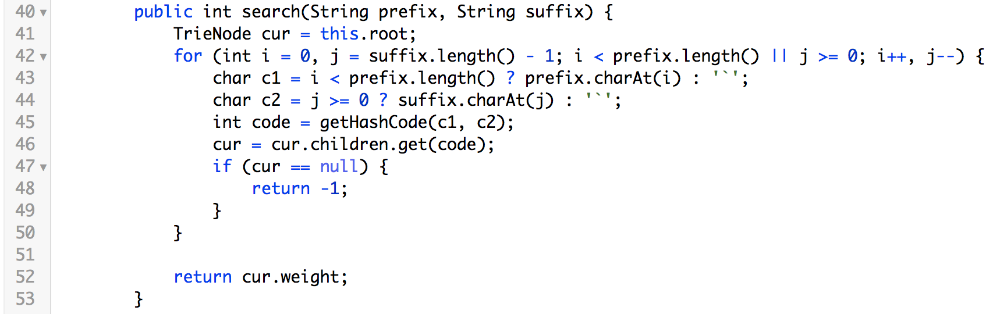 40 ▾ public int search(String prefix, String suffix) {
41 TrieNode cur = this.root;
42 ▾ for (int i = 0, j = suffix.length() - 1; i < prefix.length() || j >= 0; i++, j--) {
43 char c1 = i < prefix.length() ? prefix.charAt(i) : '`';
44 char c2 = j >= 0 ? suffix.charAt(j) : '`';
45 int code = getHashCode(c1, c2);
46 cur = cur.children.get(code);
47 ▾ if (cur == null) {
48 return -1;
49 }
50 }
51
52 return cur.weight;
53 }